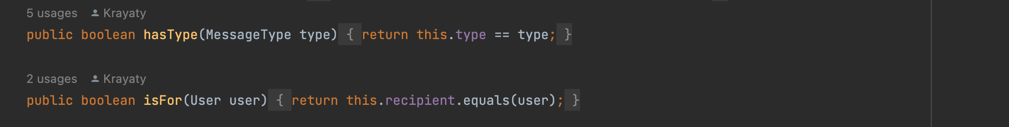 5 usages Krayaty
public boolean hasType(MessageType type) { return this.type == type; }
2 usages Krayaty
public boolean isFor(User user) { return this.recipient.equals(user); }